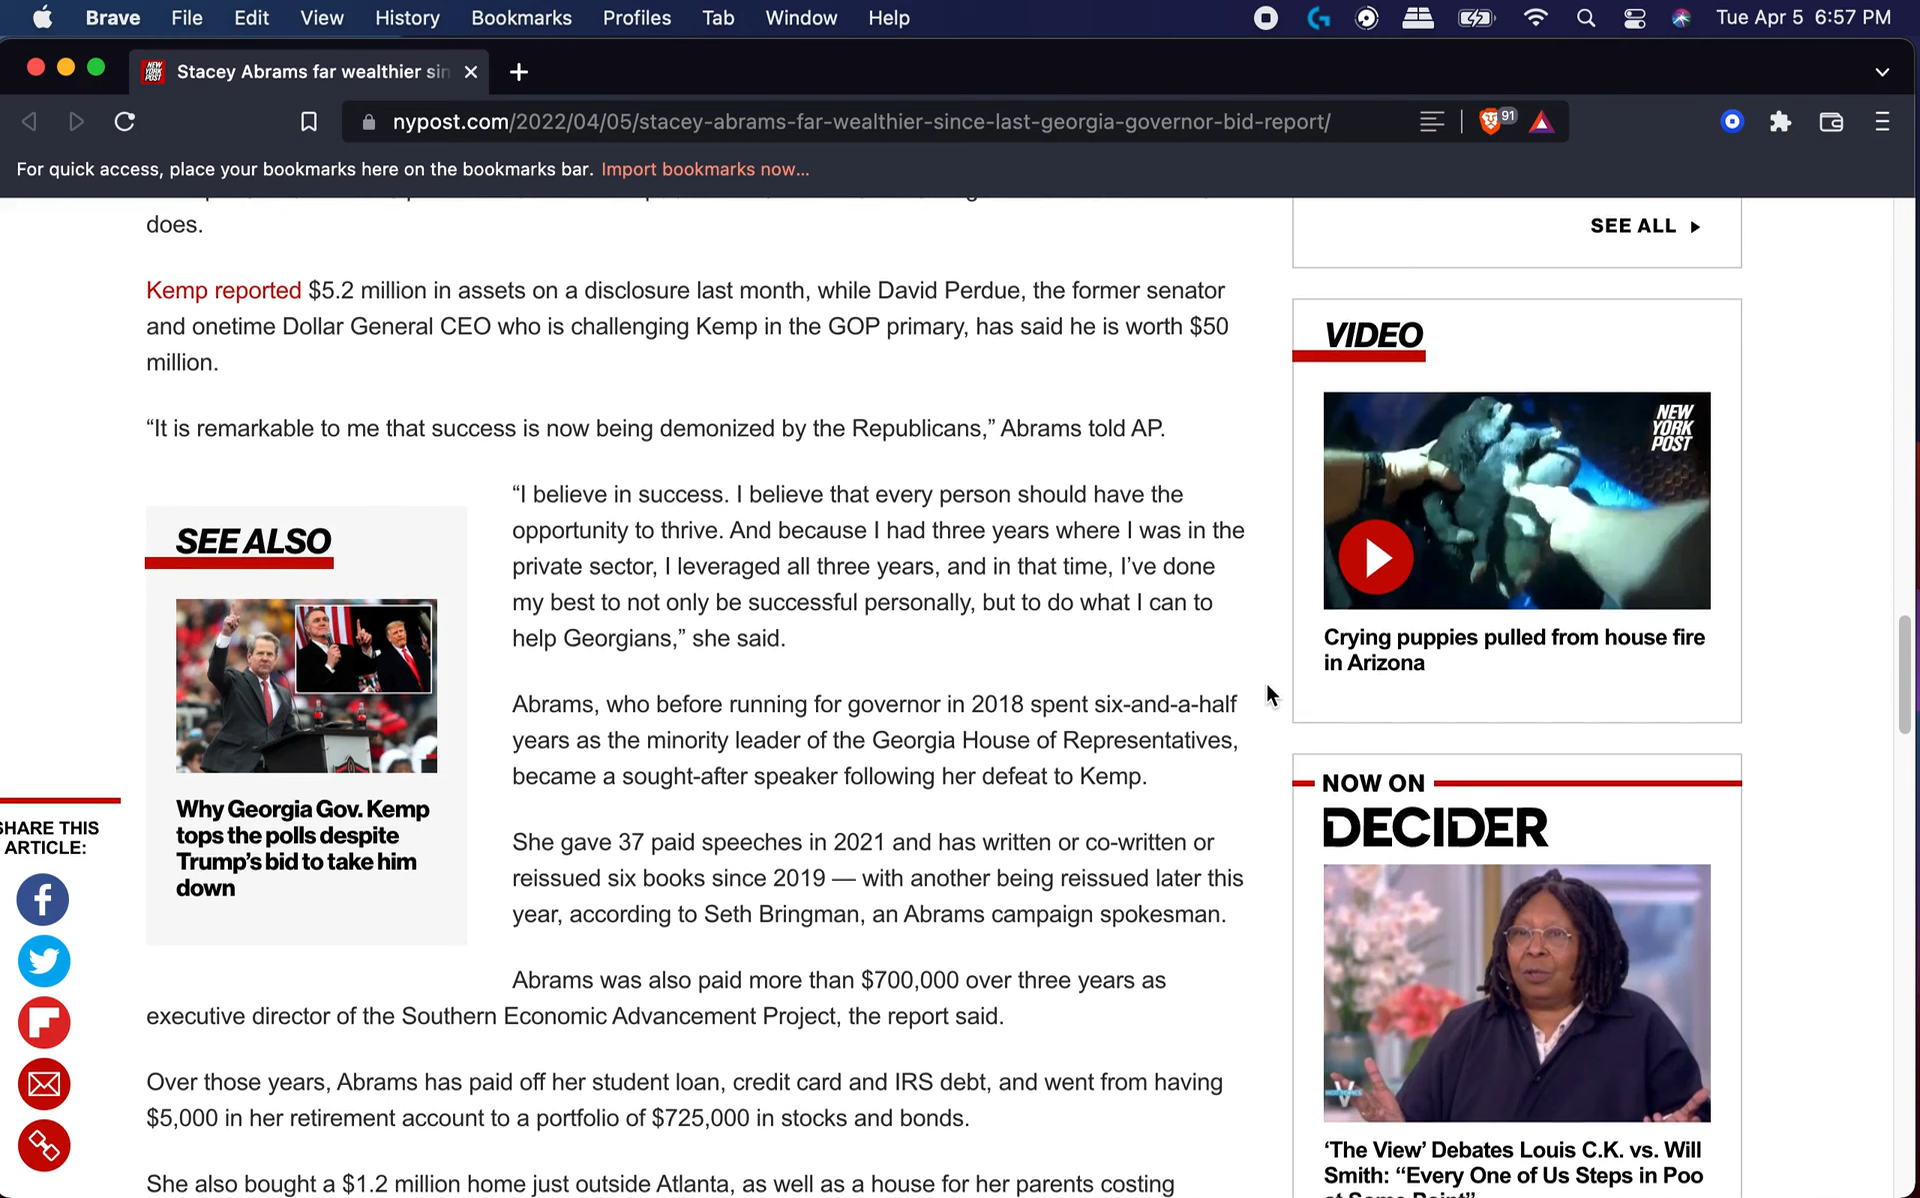 Brave File Edit View History Bookmarks Profiles Tab Window Help Tue Apr 5 6:57 PM
Stacey Abrams far wealthier sin
nypost.com/2022/04/05/stacey-abrams-far-wealthier-since-last-georgia-governor-bid-report/ 91
For quick access, place your bookmarks here on the bookmarks bar. Import bookmarks now...
does.
Kemp reported $5.2 million in assets on a disclosure last month, while David Perdue, the former senator
and onetime Dollar General CEO who is challenging Kemp in the GOP primary, has said he is worth $50
million.
“It is remarkable to me that success is now being demonized by the Republicans,” Abrams told AP.
SEE ALSO
Why Georgia Gov. Kemp
tops the polls despite
Trump’s bid to take him
down
“I believe in success. I believe that every person should have the
opportunity to thrive. And because I had three years where I was in the
private sector, I leveraged all three years, and in that time, I’ve done
my best to not only be successful personally, but to do what I can to
help Georgians,” she said.
Abrams, who before running for governor in 2018 spent six-and-a-half
years as the minority leader of the Georgia House of Representatives,
became a sought-after speaker following her defeat to Kemp.
She gave 37 paid speeches in 2021 and has written or co-written or
reissued six books since 2019 — with another being reissued later this
year, according to Seth Bringman, an Abrams campaign spokesman.
Abrams was also paid more than $700,000 over three years as
executive director of the Southern Economic Advancement Project, the report said.
Over those years, Abrams has paid off her student loan, credit card and IRS debt, and went from having
$5,000 in her retirement account to a portfolio of $725,000 in stocks and bonds.
She also bought a $1.2 million home just outside Atlanta, as well as a house for her parents costing
SHARE THIS
ARTICLE:
SEE ALL
VIDEO
NEW
YORK
POST
Crying puppies pulled from house fire
in Arizona
NOW ON
DECIDER
‘The View’ Debates Louis C.K. vs. Will
Smith: “Every One of Us Steps in Poo
at Some Point”